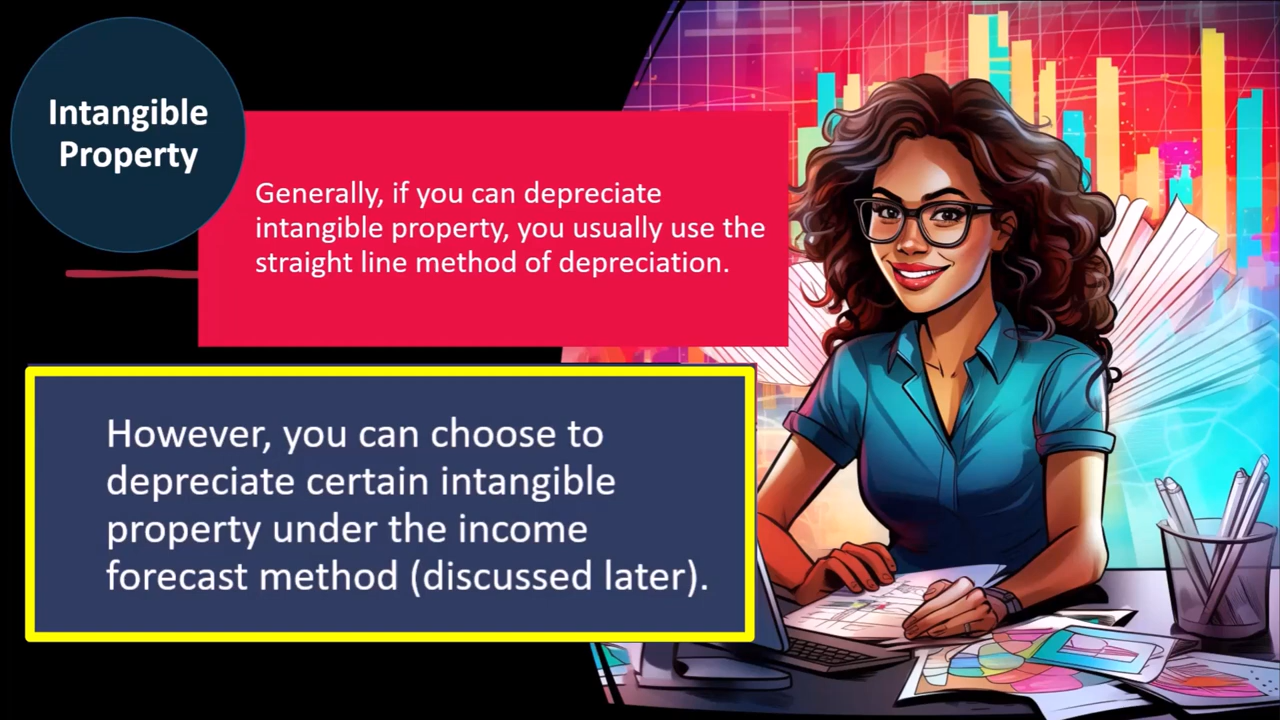 Intangible
Property
Generally, if you can depreciate
intangible property, you usually use the
straight line method of depreciation.
However, you can choose to
depreciate certain intangible
property under the income
forecast method (discussed later).